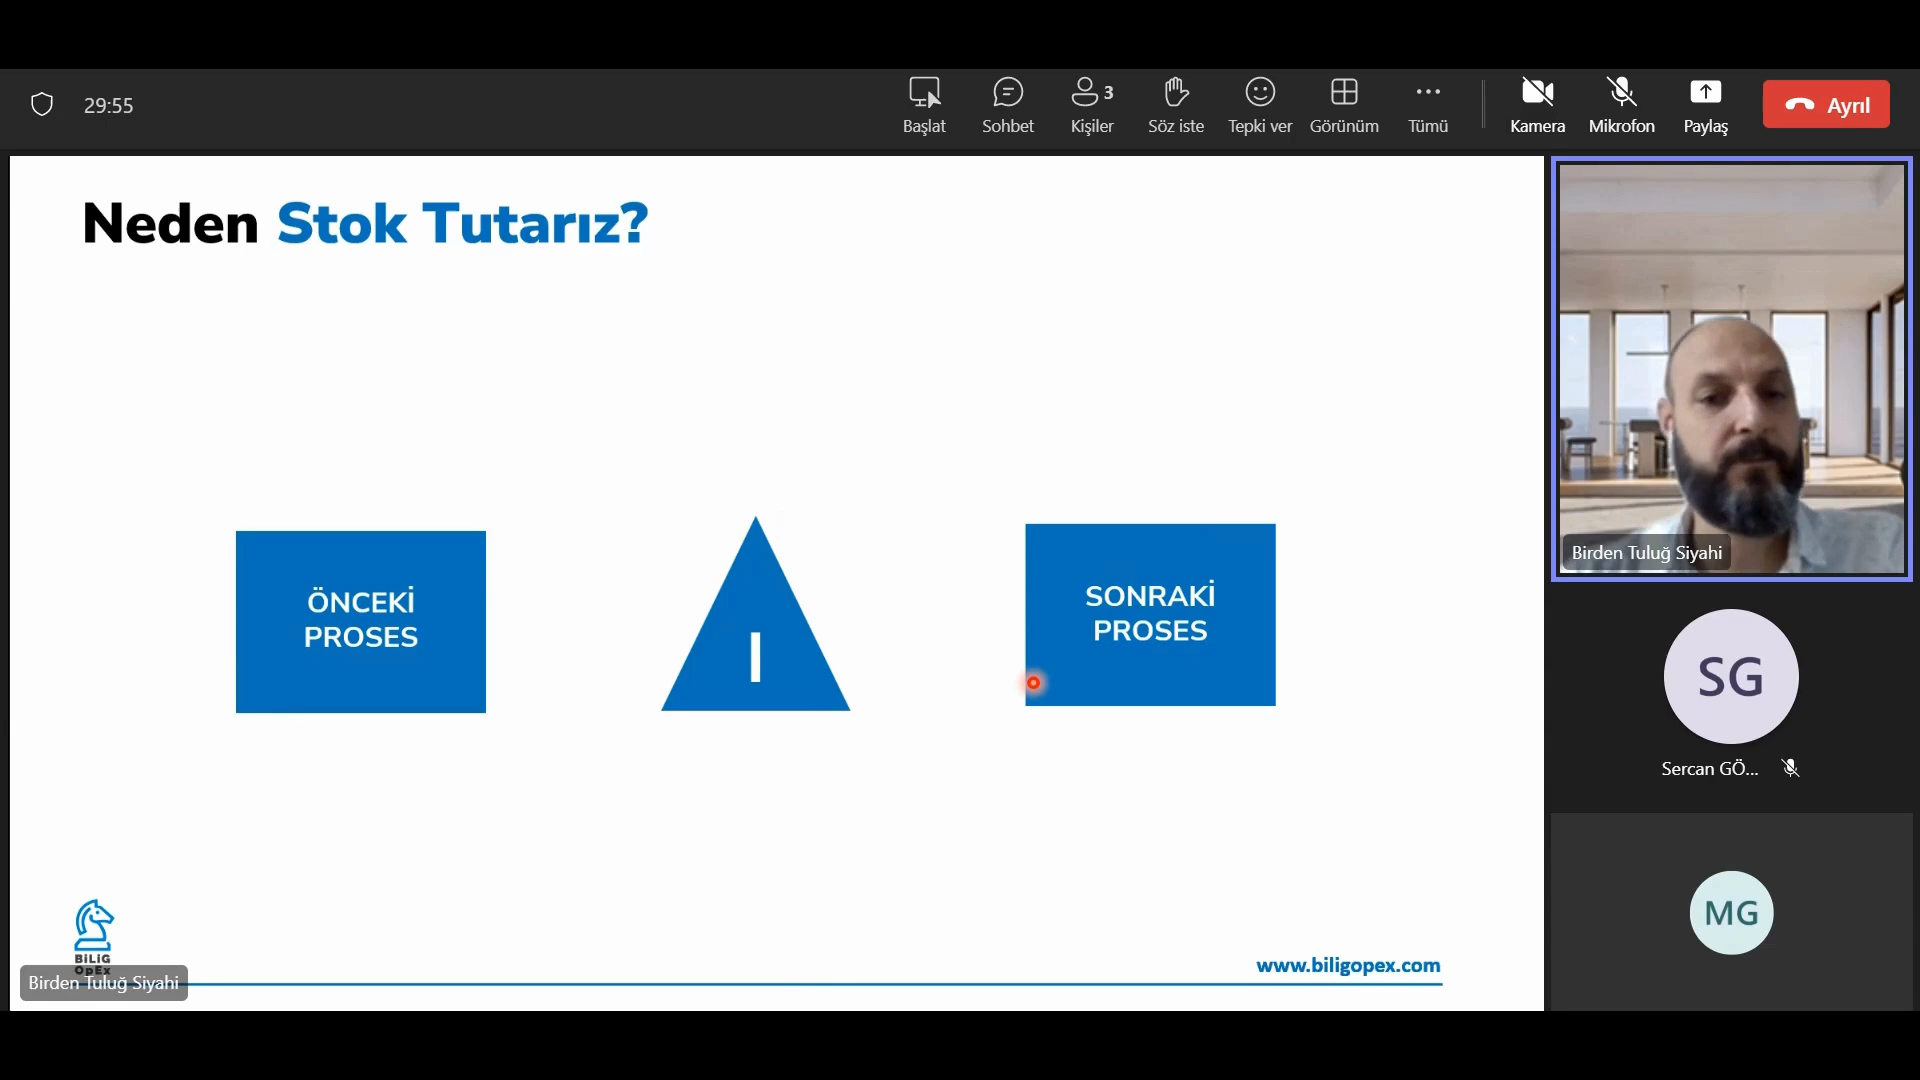 29:55
Başlat
Sohbet
3
Kişiler
Söz iste
Tepki ver
Görünüm
Tümü
Kamera
Mikrofon
Paylaş
Ayrıl
Neden Stok Tutarız?
ÖNCEKİ
PROSES
I
SONRAKİ
PROSES
BiLiG
OpEx
www.biligopex.com
Birden Tuluğ Siyahi
Birden Tuluğ Siyahi
SG
Sercan GÖ...
MG